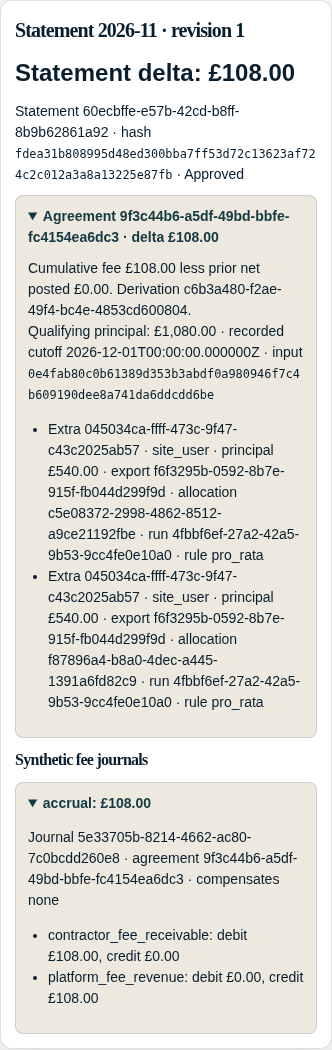 Statement 2026-11 · revision 1
Statement delta: £108.00
Statement 60ecbffe-e57b-42cd-b8ff-
8b9b62861a92 · hash
fdea31b808995d48ed300bba7ff53d72c13623af72
4c2c012a3a8a13225e87fb · Approved
▼ Agreement 9f3c44b6-a5df-49bd-bbfe-
fc4154ea6dc3 · delta £108.00
Cumulative fee £108.00 less prior net
posted £0.00. Derivation c6b3a480-f2ae-
49f4-bc4e-4853cd600804.
Qualifying principal: £1,080.00 · recorded
cutoff 2026-12-01T00:00:00.000000Z · input
0e4fab80c0b61389d353b3abdf0a980946f7c4
b609190dee8a741da6ddcdd6be
• Extra 045034ca-ffff-473c-9f47-
c43c2025ab57 · site_user · principal
£540.00 · export f6f3295b-0592-8b7e-
915f-fb044d299f9d · allocation
c5e08372-2998-4862-8512-
a9ce21192fbe · run 4fbbf6ef-27a2-42a5-
9b53-9cc4fe0e10a0 · rule pro_rata
• Extra 045034ca-ffff-473c-9f47-
c43c2025ab57 · site_user · principal
£540.00 · export f6f3295b-0592-8b7e-
915f-fb044d299f9d · allocation
f87896a4-b8a0-4dec-a445-
1391a6fd82c9 · run 4fbbf6ef-27a2-42a5-
9b53-9cc4fe0e10a0 · rule pro_rata
Synthetic fee journals
▼ accrual: £108.00
Journal 5e33705b-8214-4662-ac80-
7c0bcdd260e8 · agreement 9f3c44b6-a5df-
49bd-bbfe-fc4154ea6dc3 · compensates
none
• contractor_fee_receivable: debit
£108.00, credit £0.00
• platform_fee_revenue: debit £0.00, credit
£108.00